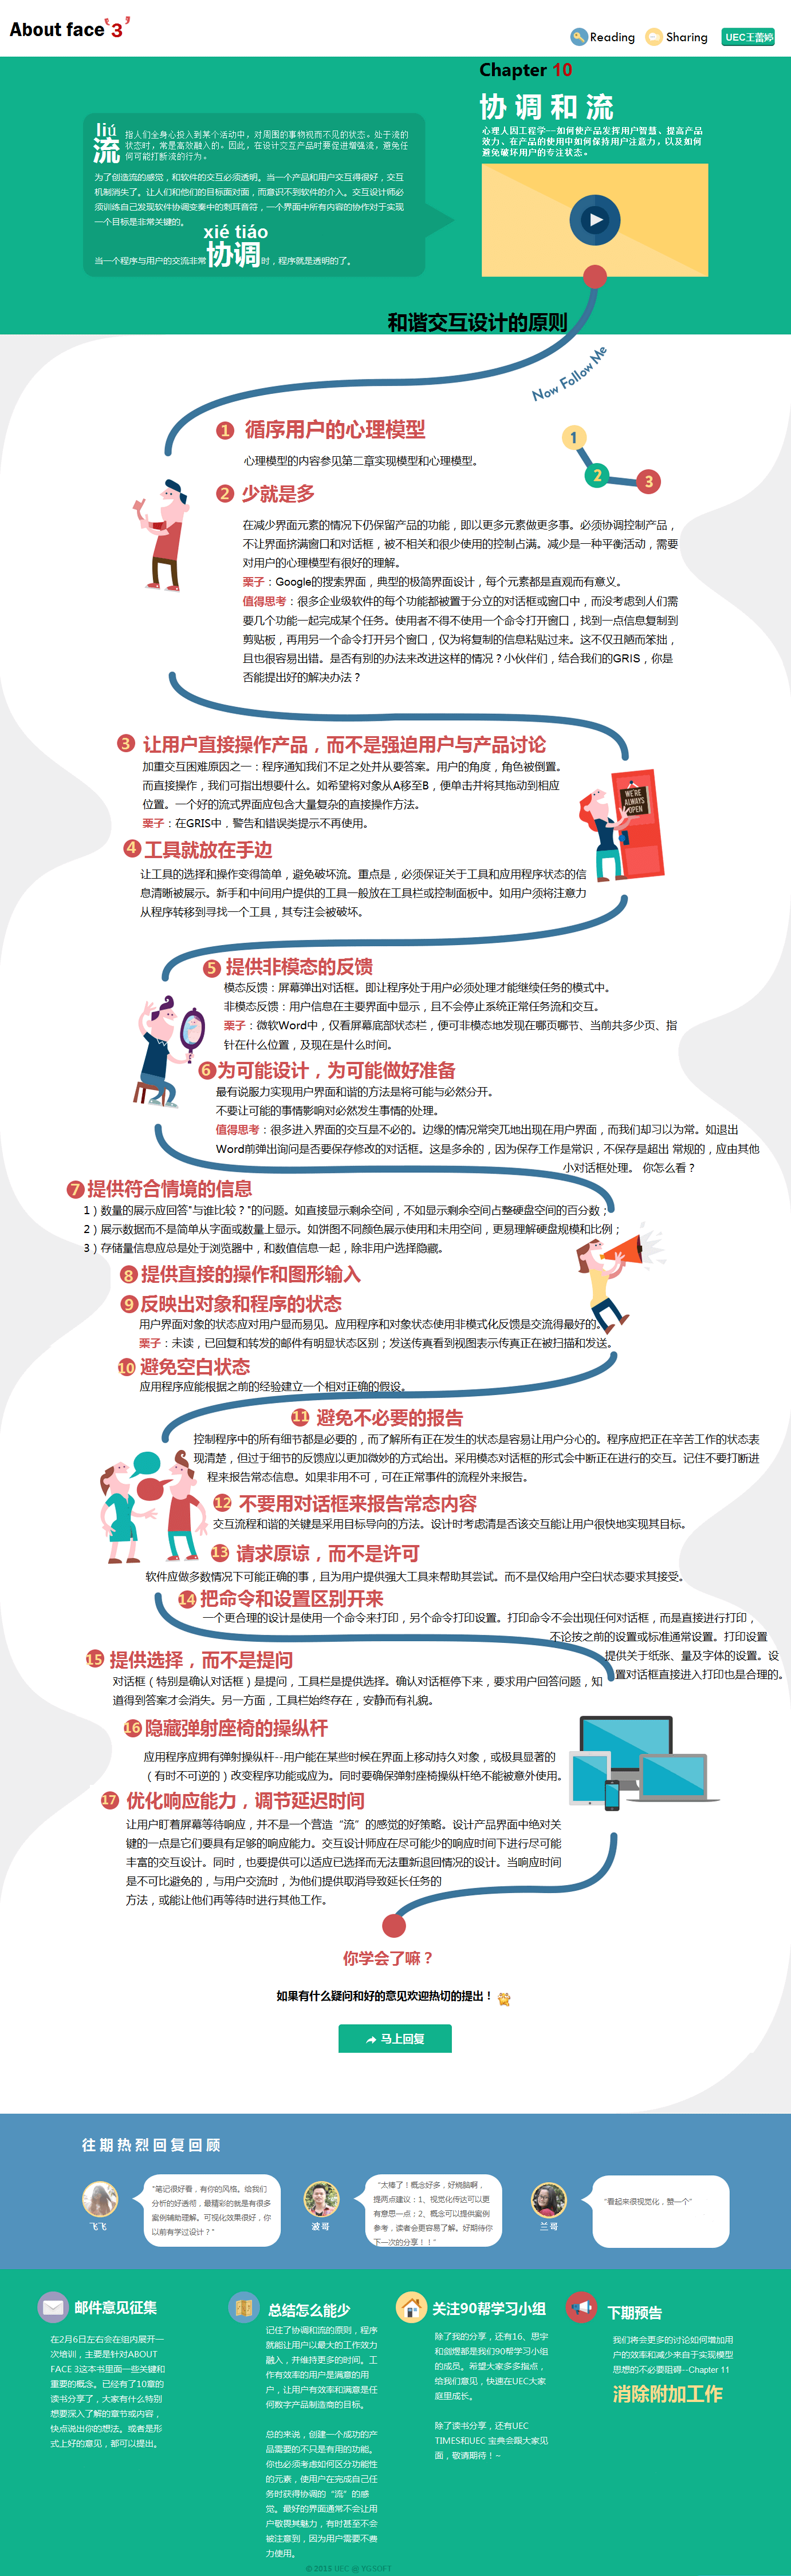 About face 3
Reading
Sharing
UEC王蕾婷
Chapter 10
协调和流
心理人因工程学--如何使产品发挥用户智慧、提高产品
效力、在产品的使用中如何保持用户注意力，以及如何
避免破坏用户的专注状态。
liú
流
指人们全身心投入到某个活动中，对周围的事物视而不见的状态。处于流的
状态时，常是高效融入的。因此，在设计交互产品时要促进增强流，避免任
何可能打断流的行为。
为了创造流的感觉，和软件的交互必须透明。当一个产品和用户交互得很好，交互
机制消失了。让人们和他们的目标面对面，而意识不到软件的介入。交互设计师必
须训练自己发现软件协调变奏中的刺耳音符，一个界面中所有内容的协作对于实现
一个目标是非常关键的。
xié tiáo
当一个程序与用户的交流非常协调时，程序就是透明的了。
和谐交互设计的原则
Now Follow Me
1 循序用户的心理模型
心理模型的内容参见第二章实现模型和心理模型。
1
2
3
2 少就是多
在减少界面元素的情况下仍保留产品的功能，即以更多元素做更多事。必须协调控制产品，
不让界面挤满窗口和对话框，被不相关和很少使用的控制占满。减少是一种平衡活动，需要
对用户的心理模型有很好的理解。
栗子：Google的搜索界面，典型的极简界面设计，每个元素都是直观而有意义。
值得思考：很多企业级软件的每个功能都被置于分立的对话框或窗口中，而没考虑到人们需
要几个功能一起完成某个任务。使用者不得不使用一个命令打开窗口，找到一点信息复制到
剪贴板，再用另一个命令打开另个窗口，仅为将复制的信息粘贴过来。这不仅丑陋而笨拙，
且也很容易出错。是否有别的办法来改进这样的情况？小伙伴们，结合我们的GRIS，你是
否能提出好的解决办法？
3 让用户直接操作产品，而不是强迫用户与产品讨论
加重交互困难原因之一：程序通知我们不足之处并从要答案。用户的角度，角色被倒置。
而直接操作，我们可指出想要什么。如希望将对象从A移至B，便单击并将其拖动到相应
位置。一个好的流式界面应包含大量复杂的直接操作方法。
栗子：在GRIS中，警告和错误类提示不再使用。
WE'RE
ALWAYS
OPEN
4 工具就放在手边
让工具的选择和操作变得简单，避免破坏流。重点是，必须保证关于工具和应用程序状态的信
息清晰被展示。新手和中间用户提供的工具一般放在工具栏或控制面板中。如用户须将注意力
从程序转移到寻找一个工具，其专注会被破坏。
5 提供非模态的反馈
模态反馈：屏幕弹出对话框。即让程序处于用户必须处理才能继续任务的模式中。
非模态反馈：用户信息在主要界面中显示，且不会停止系统正常任务流和交互。
栗子：微软Word中，仅看屏幕底部状态栏，便可非模态地发现在哪页哪节、当前共多少页、指
针在什么位置，及现在是什么时间。
6 为可能设计，为可能做好准备
最有说服力实现用户界面和谐的方法是将可能与必然分开。
不要让可能的事情影响对必然发生事情的处理。
值得思考：很多进入界面的交互是不必的。边缘的情况常突兀地出现在用户界面，而我们却习以为常。如退出
Word前弹出询问是否要保存修改的对话框。这是多余的，因为保存工作是常识，不保存是超出 常规的，应由其他
小对话框处理。 你怎么看？
7 提供符合情境的信息
1）数量的展示应回答"与谁比较？"的问题。如直接显示剩余空间，不如显示剩余空间占整硬盘空间的百分数；
2）展示数据而不是简单从字面或数量上显示。如饼图不同颜色展示使用和未用空间，更易理解硬盘规模和比例；
3）存储量信息应总是处于浏览器中，和数值信息一起，除非用户选择隐藏。
8 提供直接的操作和图形输入
9 反映出对象和程序的状态
用户界面对象的状态应对用户显而易见。应用程序和对象状态使用非模式化反馈是交流得最好的。
栗子：未读，已回复和转发的邮件有明显状态区别；发送传真看到视图表示传真正在被扫描和发送。
10 避免空白状态
应用程序应能根据之前的经验建立一个相对正确的假设。
11 避免不必要的报告
控制程序中的所有细节都是必要的，而了解所有正在发生的状态是容易让用户分心的。程序应把正在辛苦工作的状态表
现清楚，但过于细节的反馈应以更加微妙的方式给出。采用模态对话框的形式会中断正在进行的交互。记住不要打断进
程来报告常态信息。如果非用不可，可在正常事件的流程外来报告。
12 不要用对话框来报告常态内容
交互流程和谐的关键是采用目标导向的方法。设计时考虑清是否该交互能让用户很快地实现其目标。
13 请求原谅，而不是许可
软件应做多数情况下可能正确的事，且为用户提供强大工具来帮助其尝试。而不是仅给用户空白状态要求其接受。
14 把命令和设置区别开来
一个更合理的设计是使用一个命令来打印，另个命令打印设置。打印命令不会出现任何对话框，而是直接进行打印，
不论按之前的设置或标准通常设置。打印设置
提供关于纸张、量及字体的设置。设
置对话框直接进入打印也是合理的。
15 提供选择，而不是提问
对话框（特别是确认对话框）是提问，工具栏是提供选择。确认对话框停下来，要求用户回答问题，知
道得到答案才会消失。另一方面，工具栏始终存在，安静而有礼貌。
16 隐藏弹射座椅的操纵杆
应用程序应拥有弹射操纵杆--用户能在某些时候在界面上移动持久对象，或极具显著的
（有时不可逆的）改变程序功能或应为。同时要确保弹射座椅操纵杆绝不能被意外使用。
17 优化响应能力，调节延迟时间
让用户盯着屏幕等待响应，并不是一个营造“流”的感觉的好策略。设计产品界面中绝对关
键的一点是它们要具有足够的响应能力。交互设计师应在尽可能少的响应时间下进行尽可能
丰富的交互设计。同时，也要提供可以适应已选择而无法重新退回情况的设计。当响应时间
是不可比避免的，与用户交流时，为他们提供取消导致延长任务的
方法，或能让他们再等待时进行其他工作。
你学会了嘛？
如果有什么疑问和好的意见欢迎热切的提出！
马上回复
往期热烈回复回顾
“笔记很好看，有你的风格。给我们
分析的好透彻，最精彩的就是有很多
案例辅助理解。可视化效果很好，你
以前有学过设计？”
飞飞
“太棒了！概念好多，好烧脑啊，
提两点建议：1、视觉化传达可以更
有意思一点；2、概念可以提供案例
参考，读者会更容易了解。好期待你
下一次的分享！！”
波哥
“看起来很视觉化，赞一个”
兰哥
邮件意见征集
在2月6日左右会在组内展开一
次培训，主要是针对ABOUT
FACE 3这本书里面一些关键和
重要的概念。已经有了10章的
读书分享了，大家有什么特别
想要深入了解的章节或内容，
快点说出你的想法。或者是形
式上好的意见，都可以提出。
总结怎么能少
记住了协调和流的原则，程序
就能让用户以最大的工作效力
融入，并维持更多的时间。工
作有效率的用户是满意的用
户，让用户有效率和满意是任
何数字产品制造商的目标。
总的来说，创建一个成功的产
品需要的不只是有用的功能。
你也必须考虑如何区分功能性
的元素，使用户在完成自己任
务时获得协调的“流”的感
觉。最好的界面通常不会让用
户敬畏其魅力，有时甚至不会
被注意到，因为用户需要不费
力使用。
关注90帮学习小组
除了我的分享，还有16、思宇
和剑煜都是我们90帮学习小组
的成员。希望大家多多指点，
给我们意见，快速在UEC大家
庭里成长。
除了读书分享，还有UEC
TIMES和UEC 宝典会跟大家见
面，敬请期待！~
下期预告
我们将会更多的讨论如何增加用
户的效率和减少来自于实现模型
思想的不必要阻碍--Chapter 11
消除附加工作
© 2015 UEC @ YGSOFT